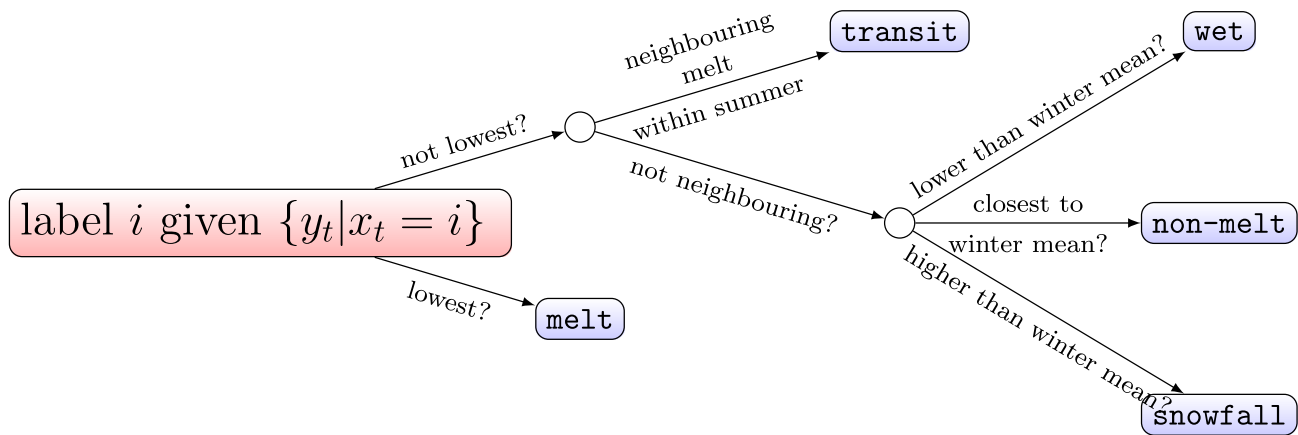 neighbouring
melt
within summer
transit
wet
not lowest?
lower than winter mean?
label i given {y_t|x_t = i}
not neighbouring?
closest to
winter mean?
non-melt
lowest?
melt
higher than winter mean?
snowfall